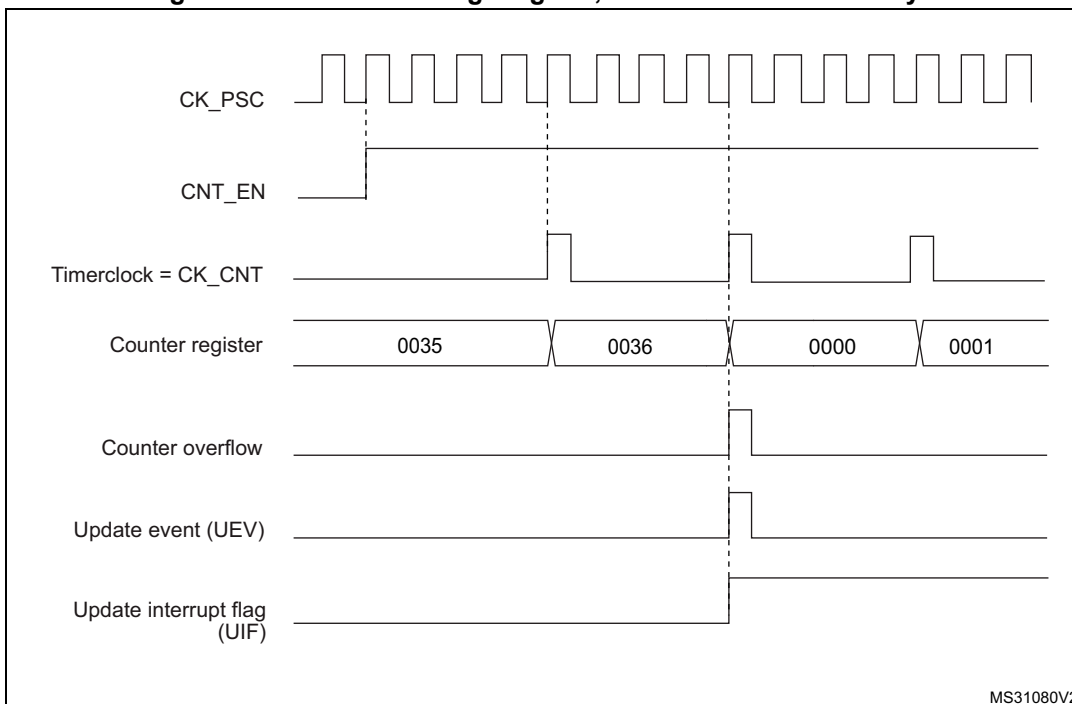 CK_PSC
CNT_EN
Timerclock = CK_CNT
Counter register
0035 0036 0000 0001
Counter overflow
Update event (UEV)
Update interrupt flag
(UIF)
MS31080V2